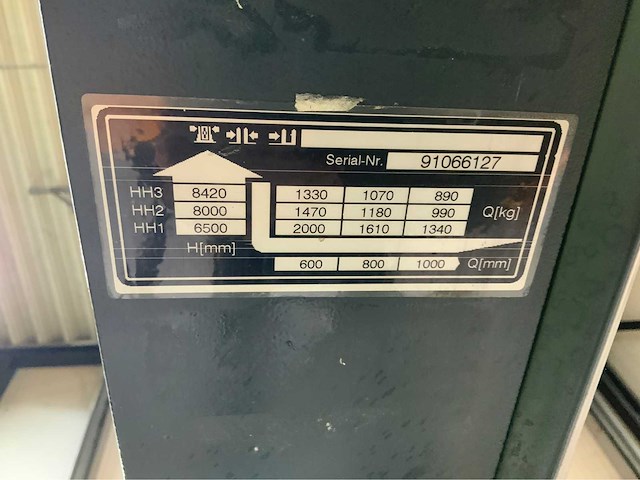 Serial-Nr. 91066127
HH3 8420 1330 1070 890
HH2 8000 1470 1180 990 Q[kg]
HH1 6500 2000 1610 1340
H[mm]
600 800 1000 Q[mm]